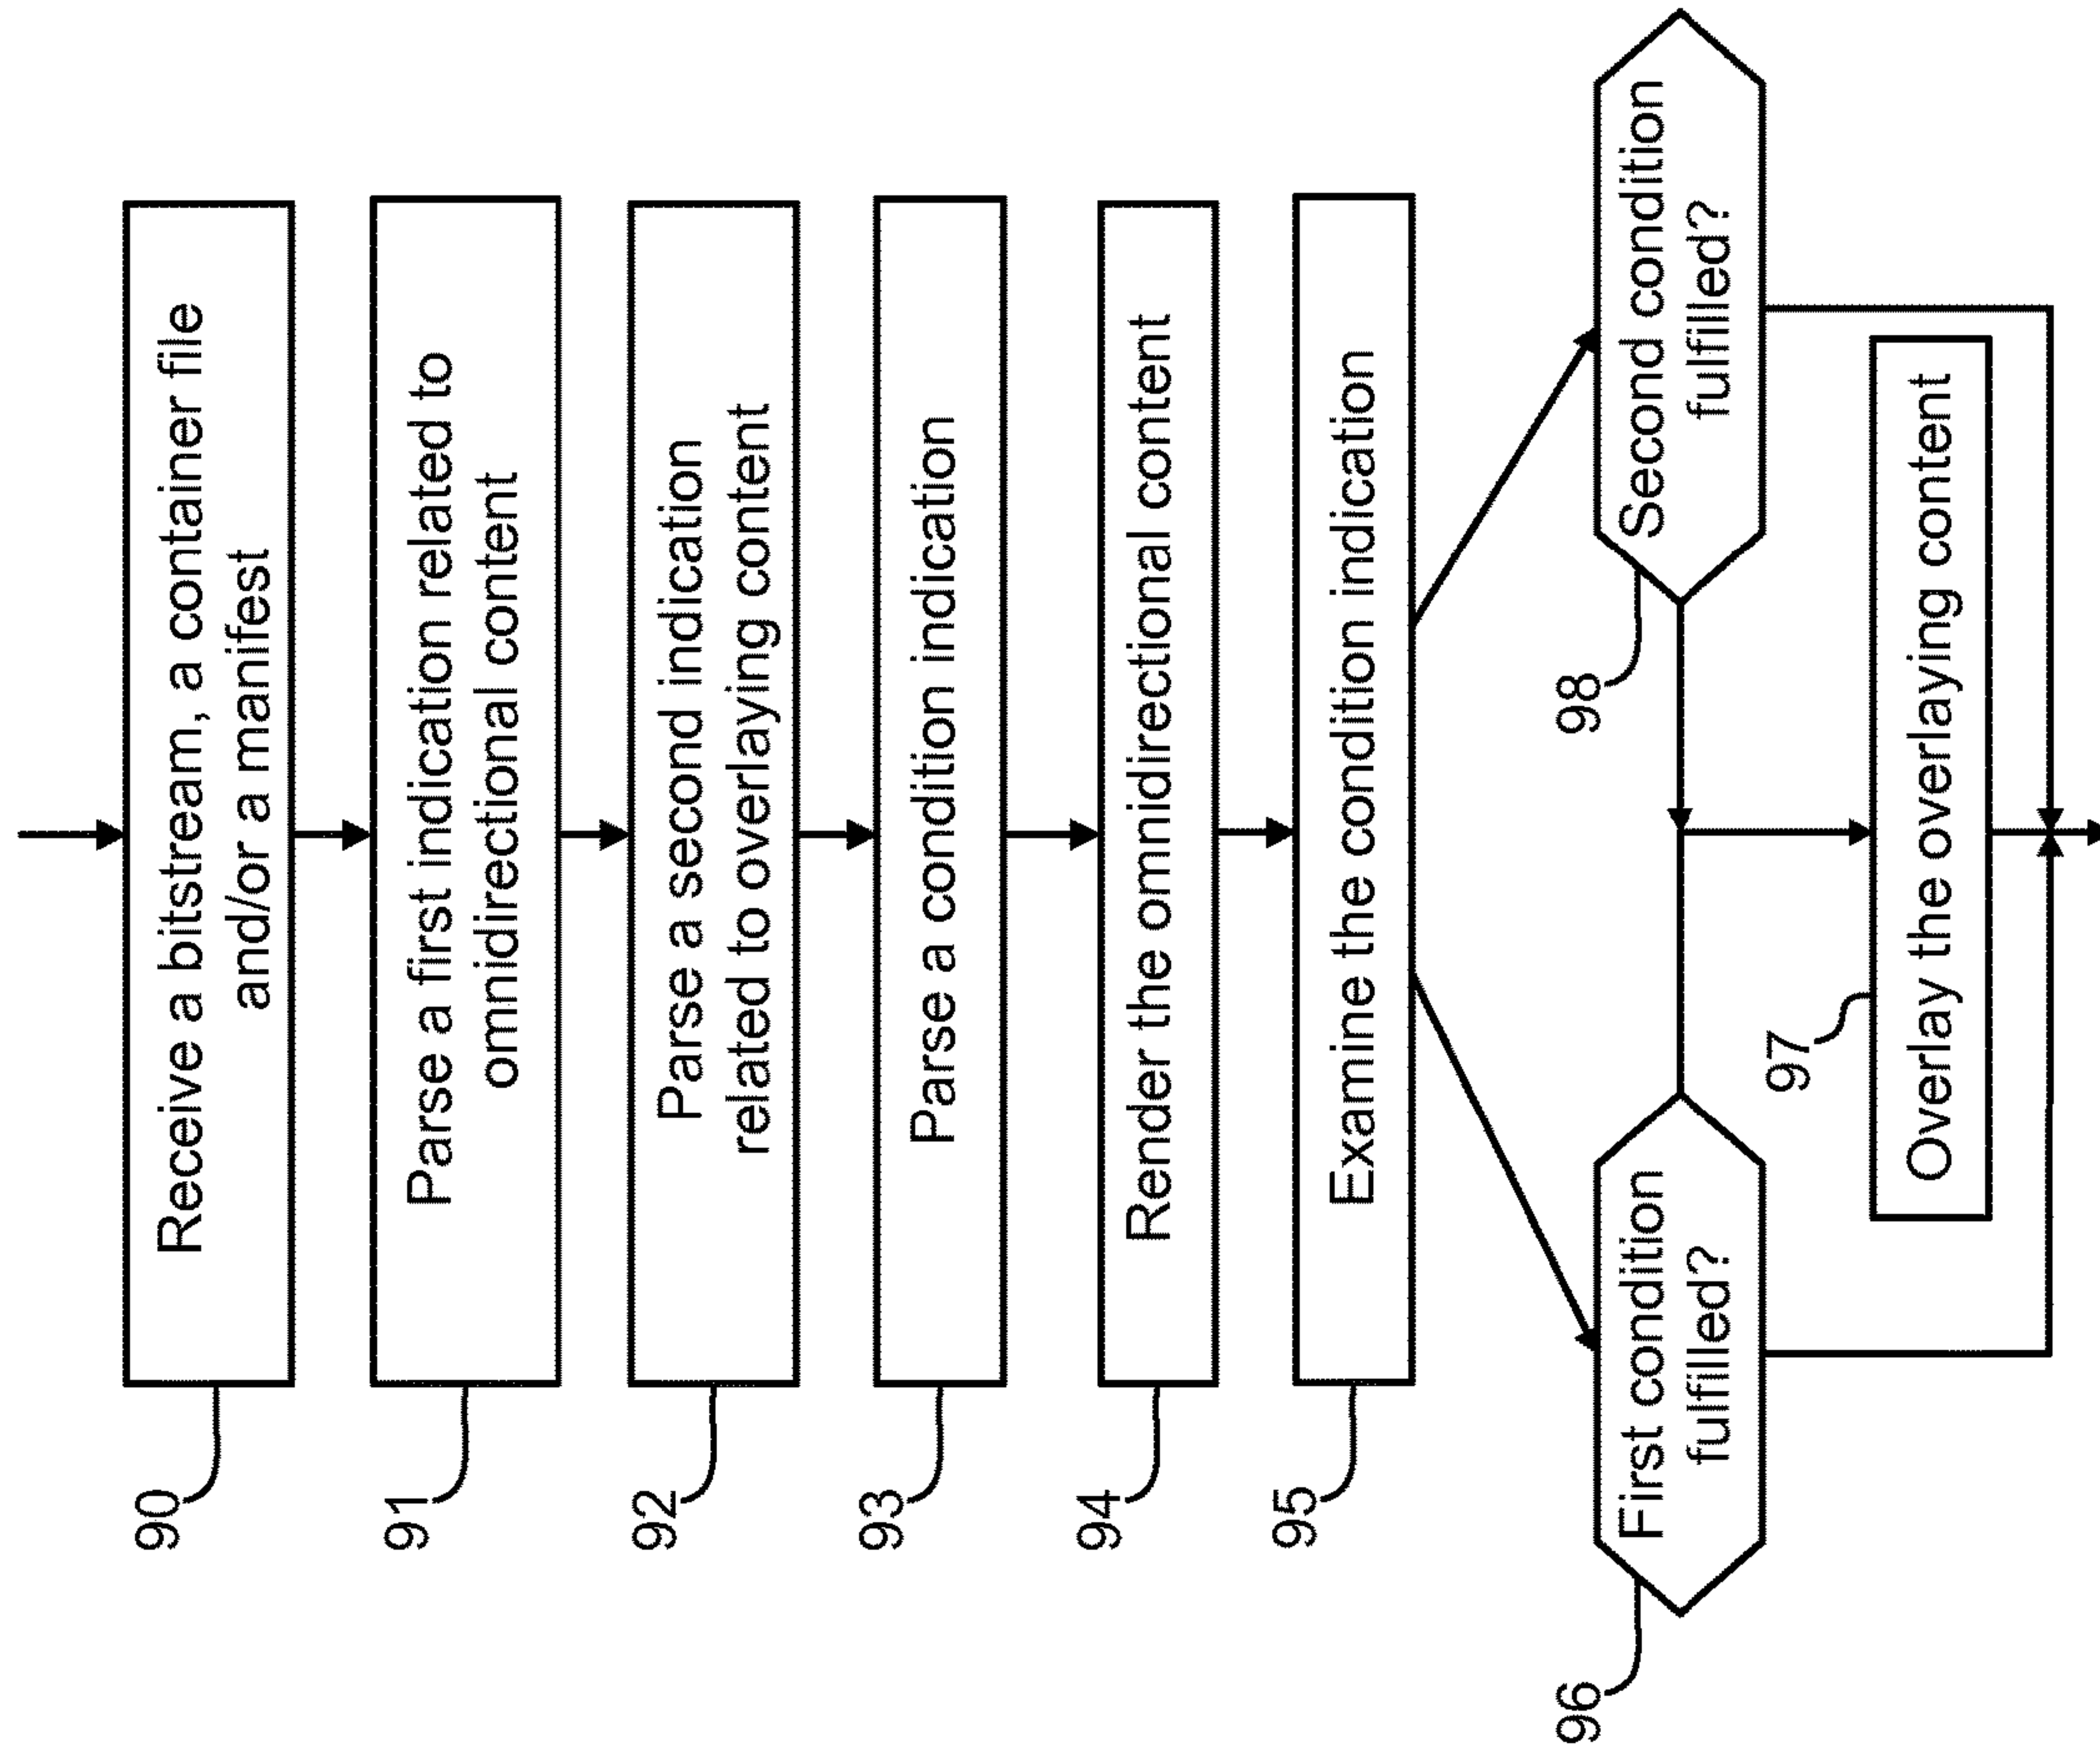 90
Receive a bitstream, a container file
and/or a manifest
91
Parse a first indication related to
omnidirectional content
92
Parse a second indication
related to overlaying content
93
Parse a condition indication
94
Render the omnidirectional content
95
Examine the condition indication
96
First condition
fulfilled?
98
Second condition
fulfilled?
97
Overlay the overlaying content